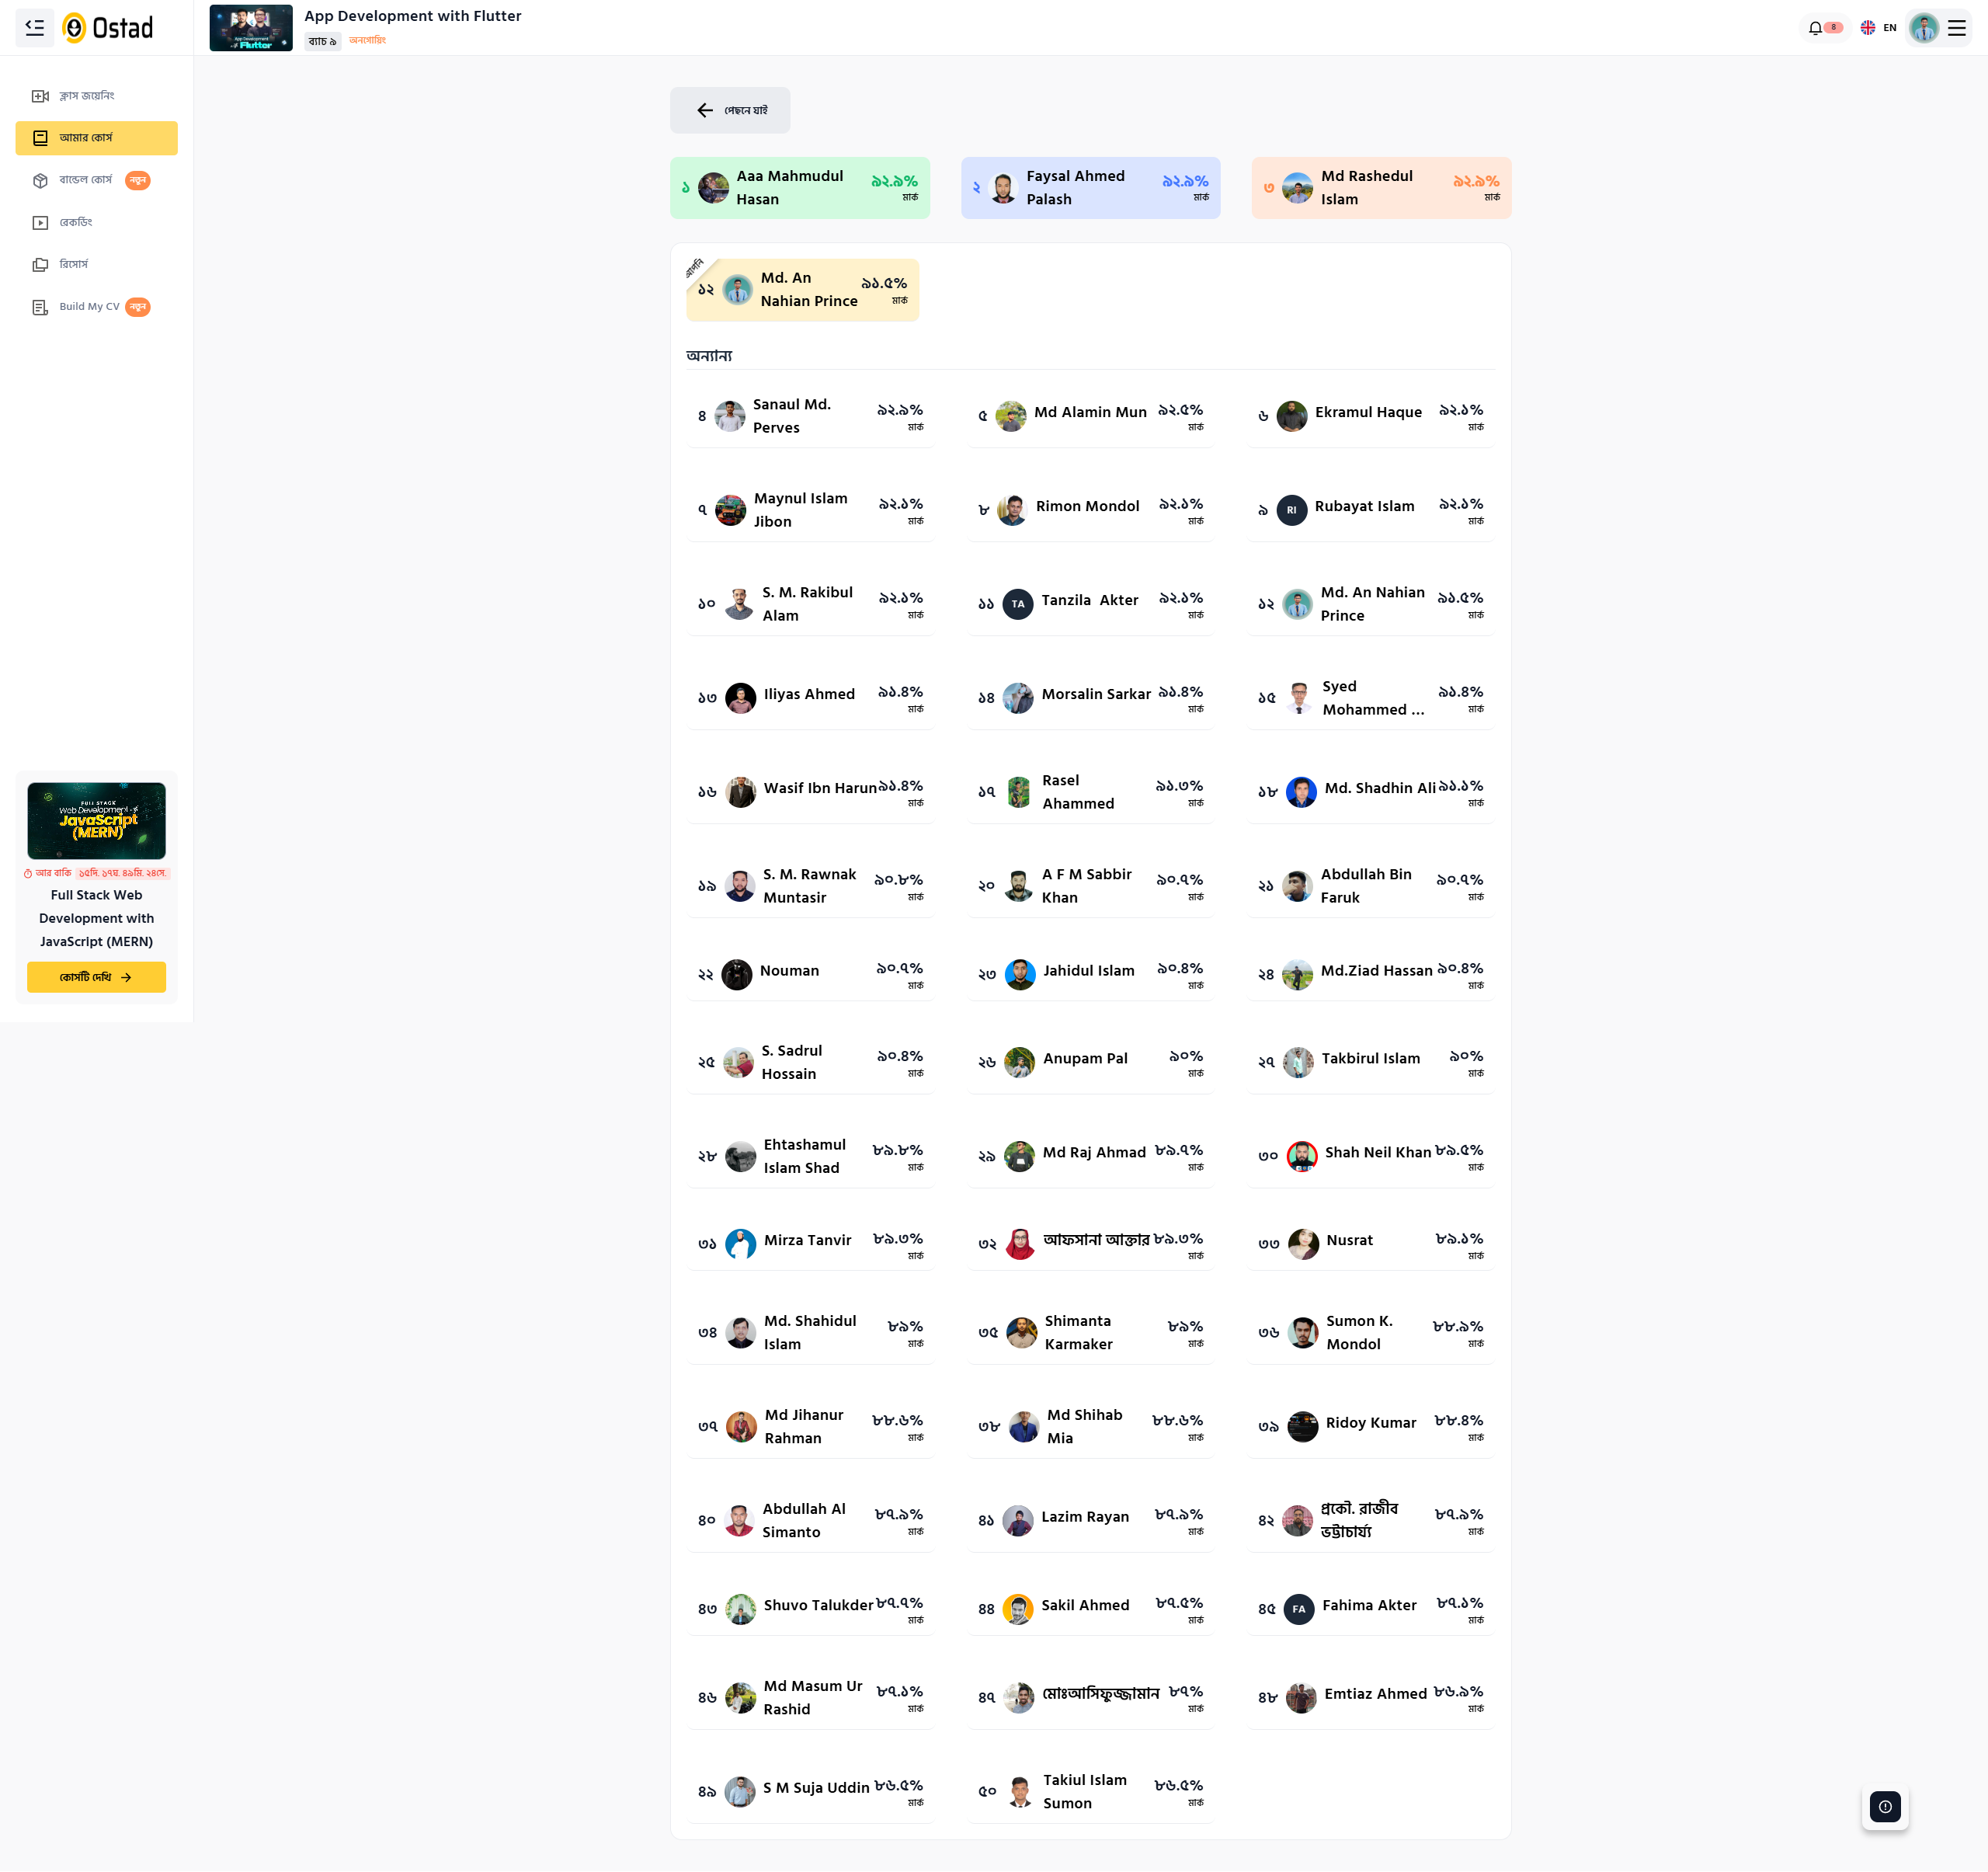 Ostad
App Development with Flutter
ব্যাচ ৯ অনগোয়িং
8
EN
ক্লাস জয়েনিং
আমার কোর্স
বান্ডেল কোর্স নতুন
রেকর্ডিং
রিসোর্স
Build My CV নতুন
FULL STACK
Web Development
JavaScript
(MERN)
আর বাকি ১৫দি. ১৭ঘ. ৪৯মি. ২৪সে.
Full Stack Web
Development with
JavaScript (MERN)
কোর্সটি দেখি
পেছনে যাই
১ Aaa Mahmudul Hasan ৯২.৯% মার্ক
২ Faysal Ahmed Palash ৯২.৯% মার্ক
৩ Md Rashedul Islam ৯২.৯% মার্ক
আপনি
১২ Md. An Nahian Prince ৯১.৫% মার্ক
অন্যান্য
৪ Sanaul Md. Perves ৯২.৯% মার্ক
৫ Md Alamin Mun ৯২.৫% মার্ক
৬ Ekramul Haque ৯২.১% মার্ক
৭ Maynul Islam Jibon ৯২.১% মার্ক
৮ Rimon Mondol ৯২.১% মার্ক
৯ RI Rubayat Islam ৯২.১% মার্ক
১০ S. M. Rakibul Alam ৯২.১% মার্ক
১১ TA Tanzila Akter ৯২.১% মার্ক
১২ Md. An Nahian Prince ৯১.৫% মার্ক
১৩ Iliyas Ahmed ৯১.৪% মার্ক
১৪ Morsalin Sarkar ৯১.৪% মার্ক
১৫ Syed Mohammed ... ৯১.৪% মার্ক
১৬ Wasif Ibn Harun ৯১.৪% মার্ক
১৭ Rasel Ahammed ৯১.৩% মার্ক
১৮ Md. Shadhin Ali ৯১.১% মার্ক
১৯ S. M. Rawnak Muntasir ৯০.৮% মার্ক
২০ A F M Sabbir Khan ৯০.৭% মার্ক
২১ Abdullah Bin Faruk ৯০.৭% মার্ক
২২ Nouman ৯০.৭% মার্ক
২৩ Jahidul Islam ৯০.৪% মার্ক
২৪ Md.Ziad Hassan ৯০.৪% মার্ক
২৫ S. Sadrul Hossain ৯০.৪% মার্ক
২৬ Anupam Pal ৯০% মার্ক
২৭ Takbirul Islam ৯০% মার্ক
২৮ Ehtashamul Islam Shad ৮৯.৮% মার্ক
২৯ Md Raj Ahmad ৮৯.৭% মার্ক
৩০ Shah Neil Khan ৮৯.৫% মার্ক
৩১ Mirza Tanvir ৮৯.৩% মার্ক
৩২ আফসানা আক্তার ৮৯.৩% মার্ক
৩৩ Nusrat ৮৯.১% মার্ক
৩৪ Md. Shahidul Islam ৮৯% মার্ক
৩৫ Shimanta Karmaker ৮৯% মার্ক
৩৬ Sumon K. Mondol ৮৮.৯% মার্ক
৩৭ Md Jihanur Rahman ৮৮.৬% মার্ক
৩৮ Md Shihab Mia ৮৮.৬% মার্ক
৩৯ Ridoy Kumar ৮৮.৪% মার্ক
৪০ Abdullah Al Simanto ৮৭.৯% মার্ক
৪১ Lazim Rayan ৮৭.৯% মার্ক
৪২ প্রকৌ. রাজীব ভট্টাচার্য্য ৮৭.৯% মার্ক
৪৩ Shuvo Talukder ৮৭.৭% মার্ক
৪৪ Sakil Ahmed ৮৭.৫% মার্ক
৪৫ FA Fahima Akter ৮৭.১% মার্ক
৪৬ Md Masum Ur Rashid ৮৭.১% মার্ক
৪৭ মোঃআসিফুজ্জামান ৮৭% মার্ক
৪৮ Emtiaz Ahmed ৮৬.৯% মার্ক
৪৯ S M Suja Uddin ৮৬.৫% মার্ক
৫০ Takiul Islam Sumon ৮৬.৫% মার্ক